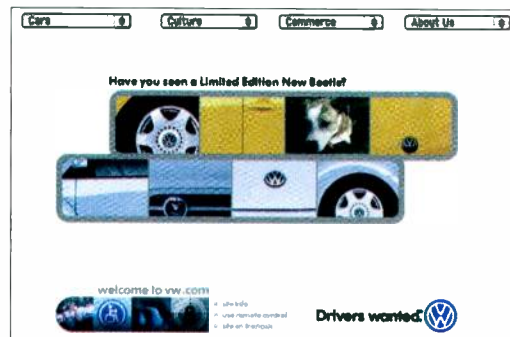 Cars
Culture
Commerce
About Us
Have you seen a Limited Edition New Beetle?
welcome to vw.com
site info
use remote control
site en français
Drivers wanted.